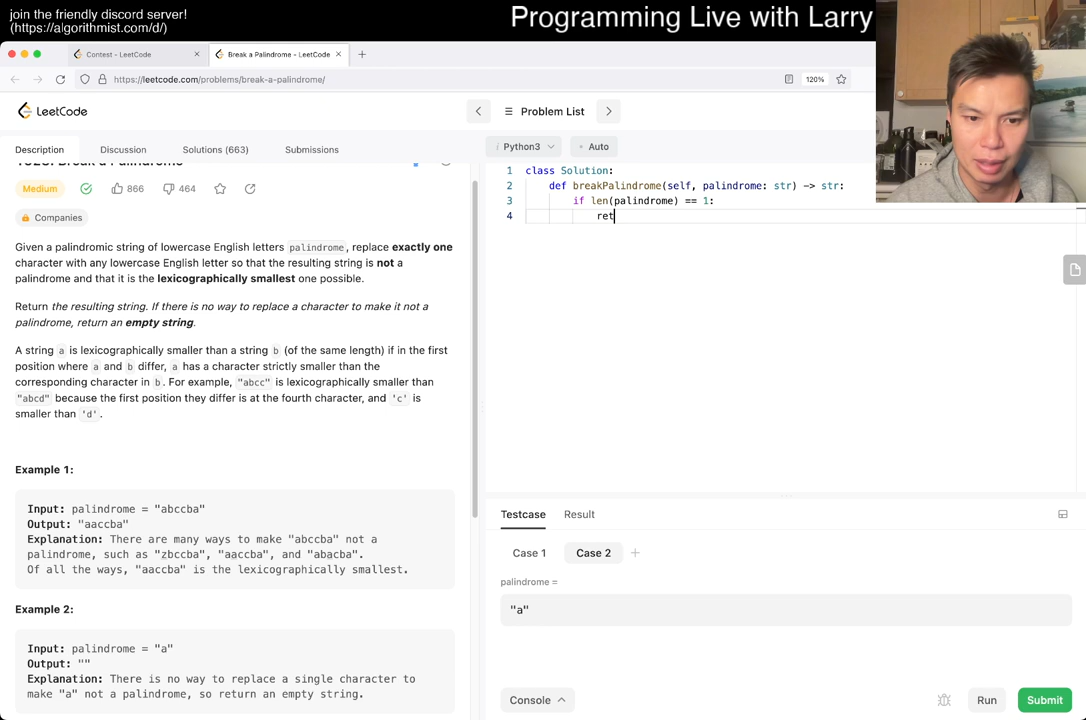 join the friendly discord server!
(https://algorithmist.com/d/)
Programming Live with Larry
Contest - LeetCode
Break a Palindrome - LeetCode
https://leetcode.com/problems/break-a-palindrome/
120%
LeetCode
Problem List
Description
Discussion
Solutions (663)
Submissions
Medium
866
464
Companies
Given a palindromic string of lowercase English letters palindrome, replace exactly one
character with any lowercase English letter so that the resulting string is not a
palindrome and that it is the lexicographically smallest one possible.
Return the resulting string. If there is no way to replace a character to make it not a
palindrome, return an empty string.
A string a is lexicographically smaller than a string b (of the same length) if in the first
position where a and b differ, a has a character strictly smaller than the
corresponding character in b. For example, "abcc" is lexicographically smaller than
"abcd" because the first position they differ is at the fourth character, and 'c' is
smaller than 'd'.
Example 1:
Input: palindrome = "abccba"
Output: "aaccba"
Explanation: There are many ways to make "abccba" not a
palindrome, such as "zbccba", "aaccba", and "abacba".
Of all the ways, "aaccba" is the lexicographically smallest.
Example 2:
Input: palindrome = "a"
Output: ""
Explanation: There is no way to replace a single character to
make "a" not a palindrome, so return an empty string.
i Python3
Auto
1 class Solution:
2 def breakPalindrome(self, palindrome: str) -> str:
3 if len(palindrome) == 1:
4 ret
Testcase
Result
Case 1
Case 2
palindrome =
"a"
Console
Run
Submit